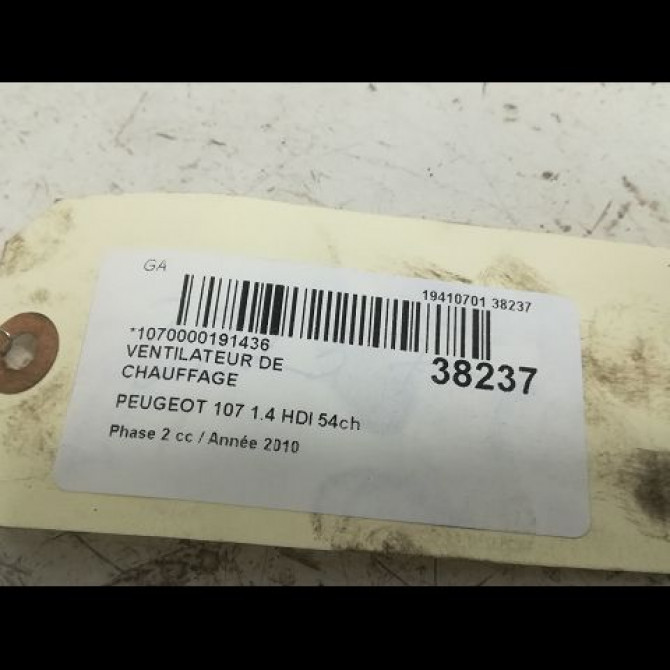 GA
19410701 38237
*1070000191436
VENTILATEUR DE
CHAUFFAGE
38237
PEUGEOT 107 1.4 HDI 54ch
Phase 2 cc / Année 2010